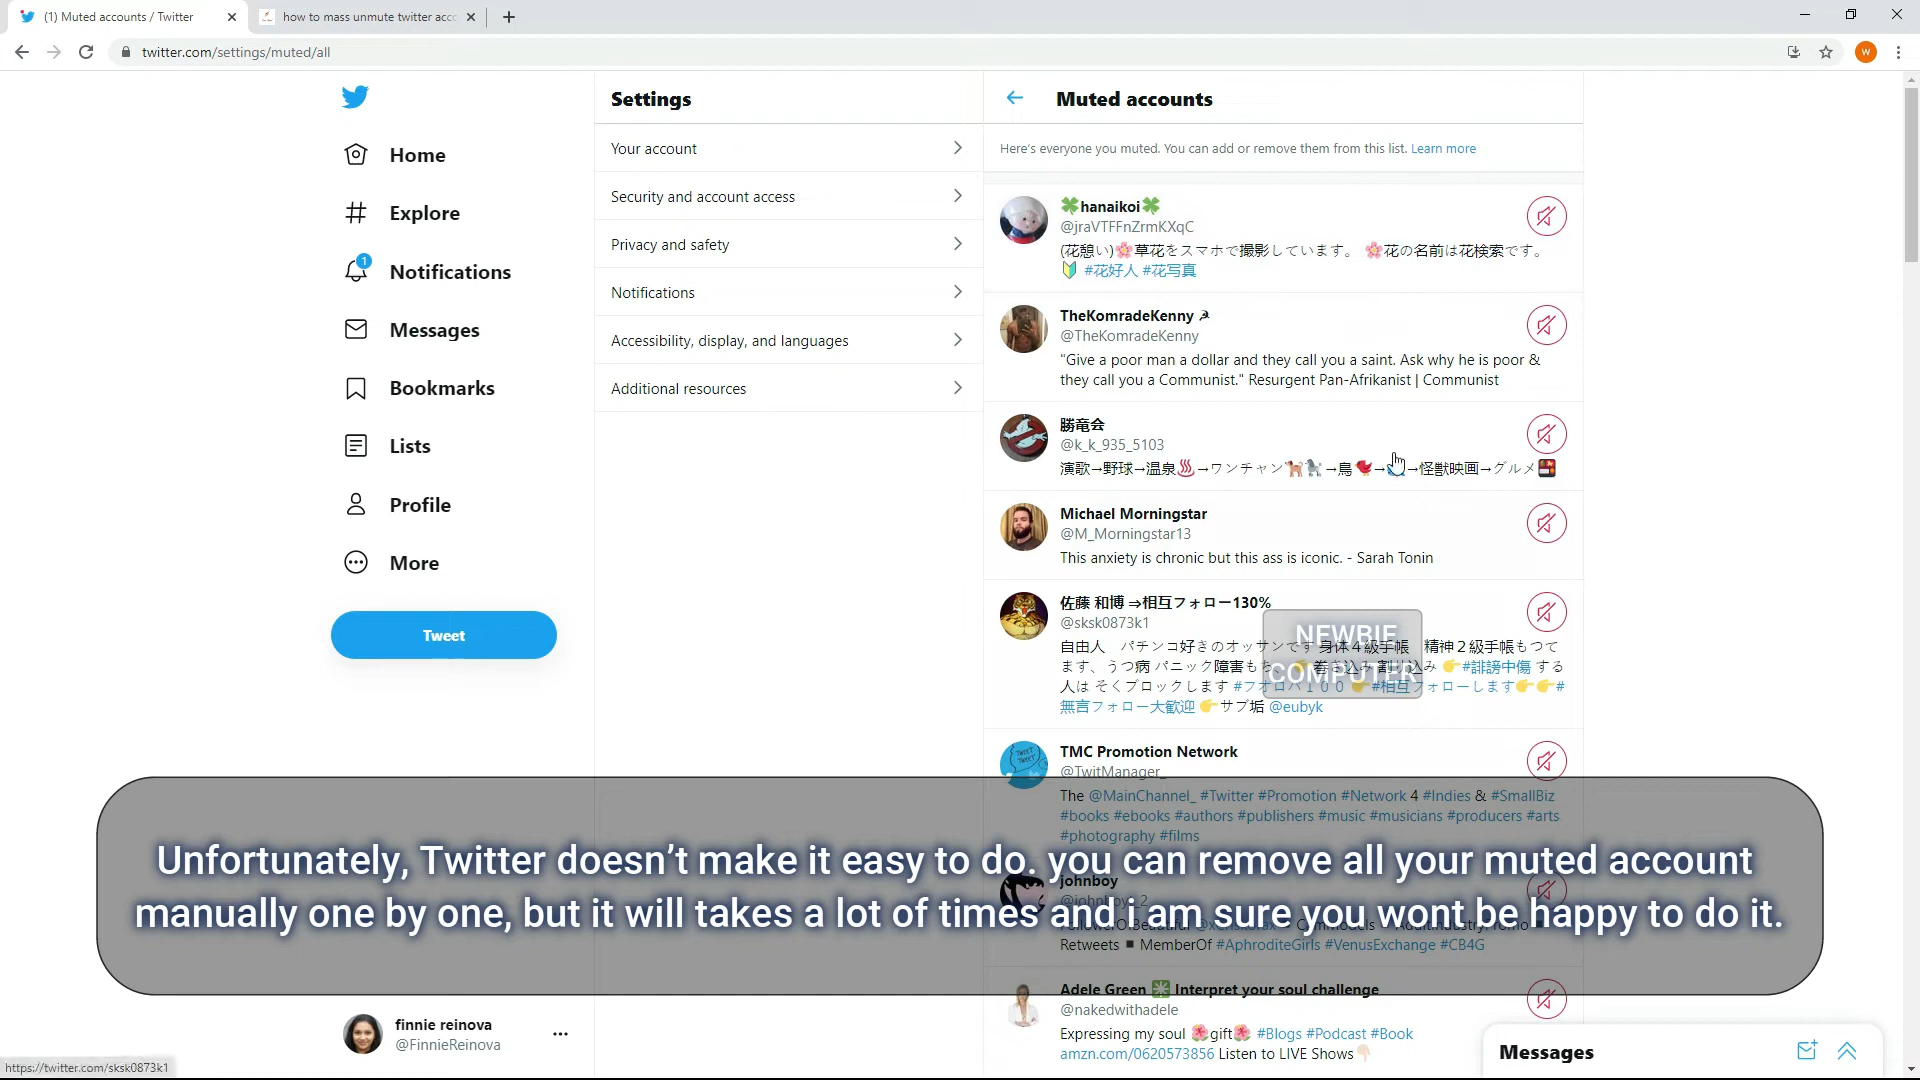 (1) Muted accounts / Twitter
how to mass unmute twitter acc
twitter.com/settings/muted/all
W
Home
Explore
1
Notifications
Messages
Bookmarks
Lists
Profile
More
Tweet
finnie reinova
@FinnieReinova
Settings
Your account
Security and account access
Privacy and safety
Notifications
Accessibility, display, and languages
Additional resources
Muted accounts
Here's everyone you muted. You can add or remove them from this list. Learn more
🍀hanaikoi🍀
@jraVTFFnZrmKXqC
(花憩い)🌸草花をスマホで撮影しています。 🌸花の名前は花検索です。
🔰 #花好人 #花写真
TheKomradeKenny ☭
@TheKomradeKenny
"Give a poor man a dollar and they call you a saint. Ask why he is poor &
they call you a Communist." Resurgent Pan-Afrikanist | Communist
勝竜会
@k_k_935_5103
演歌→野球→温泉♨→ワンチャン🐕🐩→鳥🐦→ →怪獣映画→グルメ🍱
Michael Morningstar
@M_Morningstar13
This anxiety is chronic but this ass is iconic. - Sarah Tonin
佐藤 和博 ⇒相互フォロー130%
@sksk0873k1
自由人　パチンコ好きのオッサンです 身体４級手帳　精神２級手帳もつて
ます、うつ病 パニック障害もち、👉巻き込み 割り込み 👉#誹謗中傷 する
人は そくブロックします #フオロバ１００ 👉#相互フォローします👉👉#
無言フォロー大歓迎 👉サブ垢 @eubyk
NEWBIE
COMPUTER
TMC Promotion Network
@TwitManager_
The @MainChannel_ #Twitter #Promotion #Network 4 #Indies & #SmallBiz
#books #ebooks #authors #publishers #music #musicians #producers #arts
#photography #films
Unfortunately, Twitter doesn't make it easy to do. you can remove all your muted account
manually one by one, but it will takes a lot of times and i am sure you wont be happy to do it.
johnboy
Retweets ◾ MemberOf #AphroditeGirls #VenusExchange #CB4G
Adele Green ✳️ Interpret your soul challenge
@nakedwithadele
Expressing my soul 🌺gift🌺 #Blogs #Podcast #Book
amzn.com/0620573856 Listen to LIVE Shows👇🏻
Messages
https://twitter.com/sksk0873k1